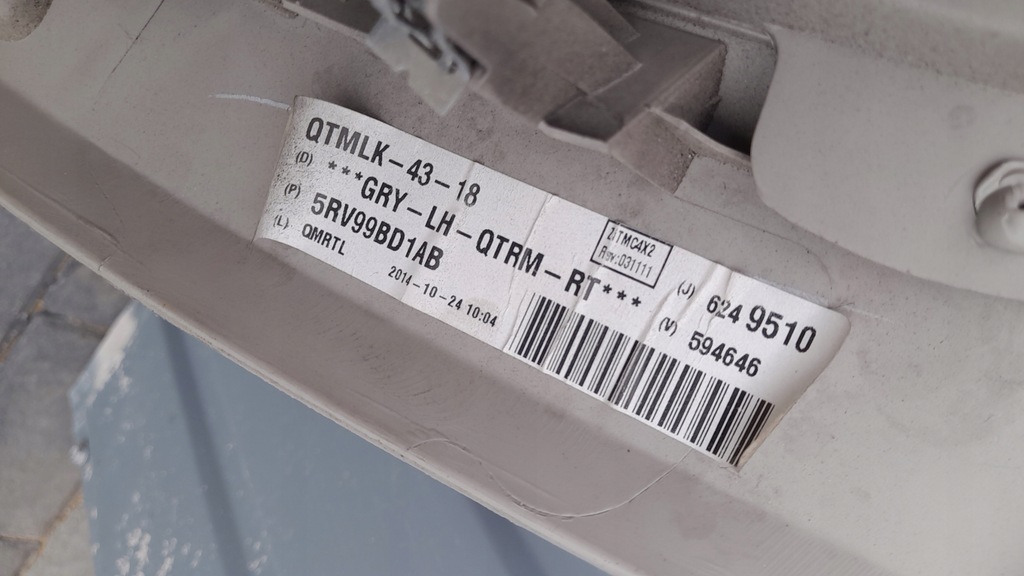 QTMLK-43-18
(D) ***GRY-LH-QTRM-RT***
(P) 5RV99BD1AB
(L) QMRTL 2014-10-24 10:04
Rev:031111
(J) 624 9510
(V) 594646